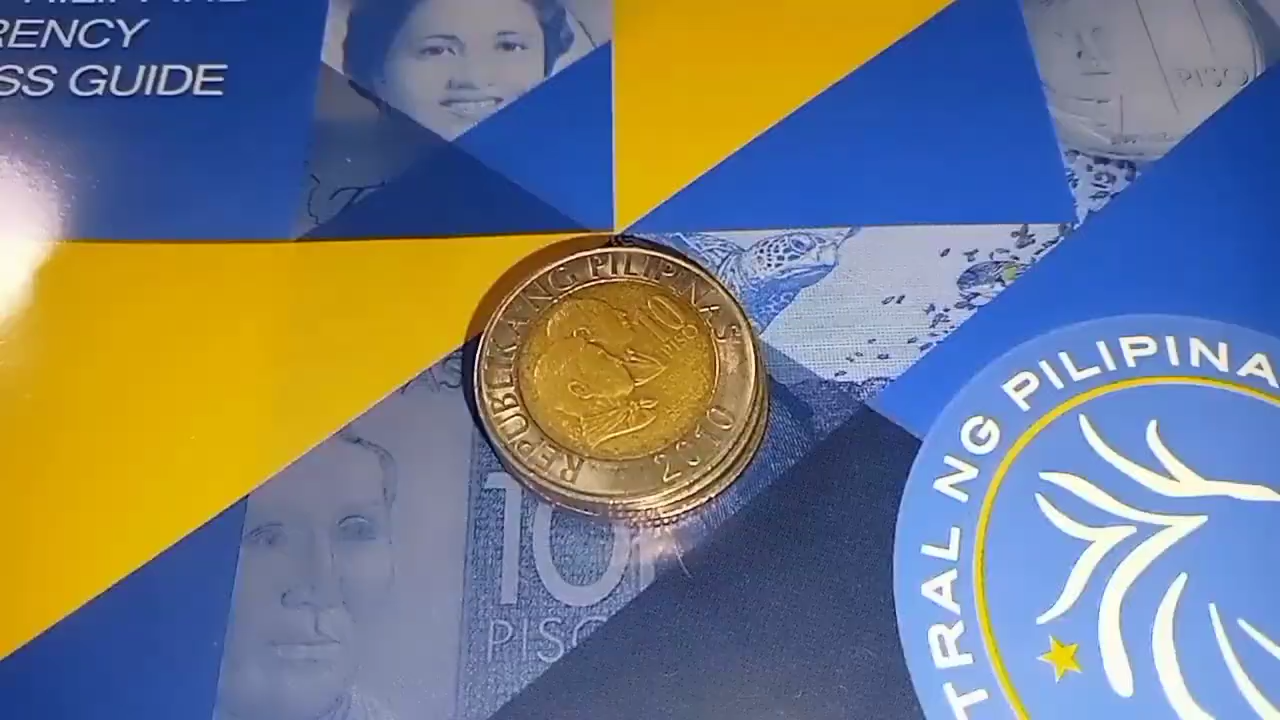 RENCY
SS GUIDE
PISO
REPUBLIKA NG PILIPINAS
10
PISO
2010
100
PISO
TRAL NG PILIPINA